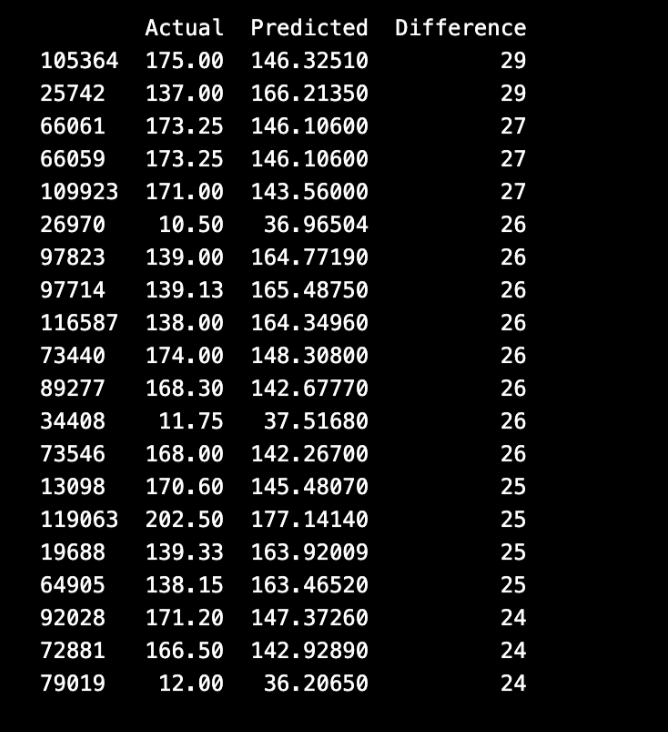 Actual Predicted Difference
105364 175.00 146.32510 29
25742 137.00 166.21350 29
66061 173.25 146.10600 27
66059 173.25 146.10600 27
109923 171.00 143.56000 27
26970 10.50 36.96504 26
97823 139.00 164.77190 26
97714 139.13 165.48750 26
116587 138.00 164.34960 26
73440 174.00 148.30800 26
89277 168.30 142.67770 26
34408 11.75 37.51680 26
73546 168.00 142.26700 26
13098 170.60 145.48070 25
119063 202.50 177.14140 25
19688 139.33 163.92009 25
64905 138.15 163.46520 25
92028 171.20 147.37260 24
72881 166.50 142.92890 24
79019 12.00 36.20650 24